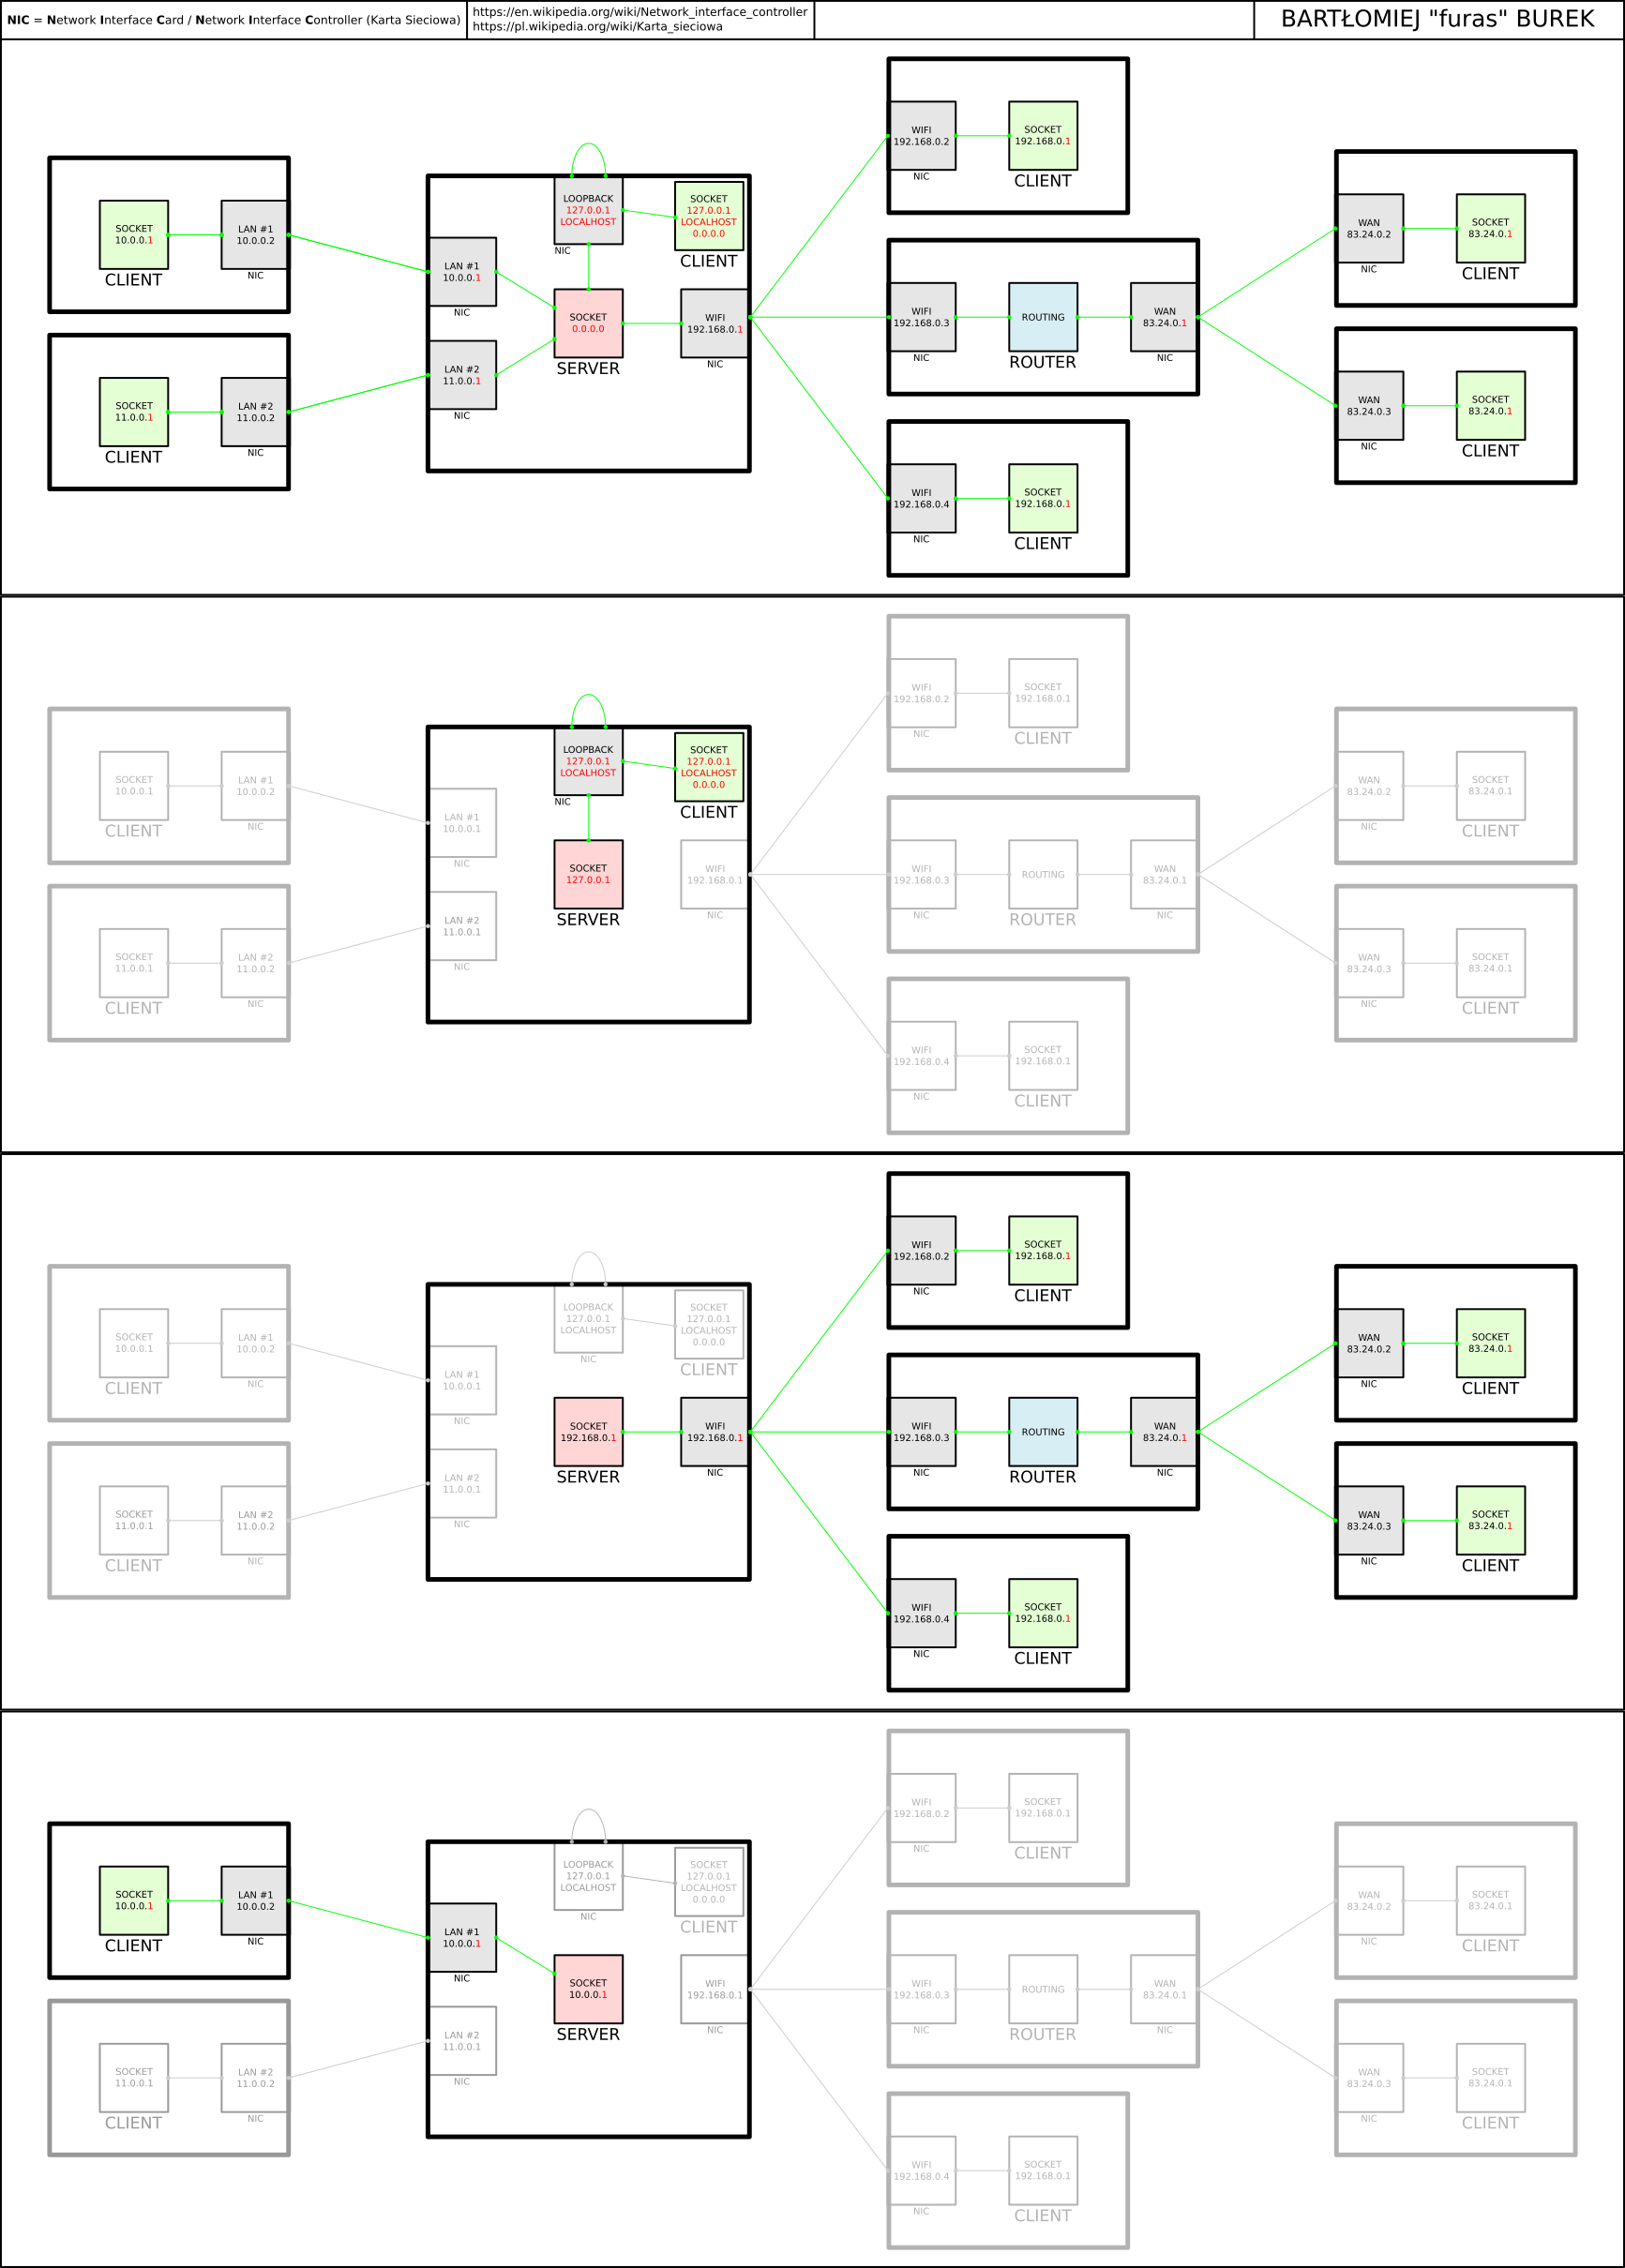 NIC = Network Interface Card / Network Interface Controller (Karta Sieciowa)
https://en.wikipedia.org/wiki/Network_interface_controller
https://pl.wikipedia.org/wiki/Karta_sieciowa
BARTŁOMIEJ "furas" BUREK
SOCKET
10.0.0.1
CLIENT
LAN #1
10.0.0.2
NIC
SOCKET
11.0.0.1
CLIENT
LAN #2
11.0.0.2
NIC
LOOPBACK
127.0.0.1
LOCALHOST
NIC
SOCKET
127.0.0.1
LOCALHOST
0.0.0.0
CLIENT
LAN #1
10.0.0.1
NIC
LAN #2
11.0.0.1
NIC
SOCKET
0.0.0.0
SERVER
WIFI
192.168.0.1
NIC
WIFI
192.168.0.2
NIC
SOCKET
192.168.0.1
CLIENT
WIFI
192.168.0.3
NIC
ROUTING
ROUTER
WAN
83.24.0.1
NIC
WIFI
192.168.0.4
NIC
SOCKET
192.168.0.1
CLIENT
WAN
83.24.0.2
NIC
SOCKET
83.24.0.1
CLIENT
WAN
83.24.0.3
NIC
SOCKET
83.24.0.1
CLIENT
SOCKET
10.0.0.1
CLIENT
LAN #1
10.0.0.2
NIC
SOCKET
11.0.0.1
CLIENT
LAN #2
11.0.0.2
NIC
LOOPBACK
127.0.0.1
LOCALHOST
NIC
SOCKET
127.0.0.1
LOCALHOST
0.0.0.0
CLIENT
LAN #1
10.0.0.1
NIC
LAN #2
11.0.0.1
NIC
SOCKET
127.0.0.1
SERVER
WIFI
192.168.0.1
NIC
WIFI
192.168.0.2
NIC
SOCKET
192.168.0.1
CLIENT
WIFI
192.168.0.3
NIC
ROUTING
ROUTER
WAN
83.24.0.1
NIC
WIFI
192.168.0.4
NIC
SOCKET
192.168.0.1
CLIENT
WAN
83.24.0.2
NIC
SOCKET
83.24.0.1
CLIENT
WAN
83.24.0.3
NIC
SOCKET
83.24.0.1
CLIENT
SOCKET
10.0.0.1
CLIENT
LAN #1
10.0.0.2
NIC
SOCKET
11.0.0.1
CLIENT
LAN #2
11.0.0.2
NIC
LOOPBACK
127.0.0.1
LOCALHOST
NIC
SOCKET
127.0.0.1
LOCALHOST
0.0.0.0
CLIENT
LAN #1
10.0.0.1
NIC
LAN #2
11.0.0.1
NIC
SOCKET
192.168.0.1
SERVER
WIFI
192.168.0.1
NIC
WIFI
192.168.0.2
NIC
SOCKET
192.168.0.1
CLIENT
WIFI
192.168.0.3
NIC
ROUTING
ROUTER
WAN
83.24.0.1
NIC
WIFI
192.168.0.4
NIC
SOCKET
192.168.0.1
CLIENT
WAN
83.24.0.2
NIC
SOCKET
83.24.0.1
CLIENT
WAN
83.24.0.3
NIC
SOCKET
83.24.0.1
CLIENT
SOCKET
10.0.0.1
CLIENT
LAN #1
10.0.0.2
NIC
SOCKET
11.0.0.1
CLIENT
LAN #2
11.0.0.2
NIC
LOOPBACK
127.0.0.1
LOCALHOST
NIC
SOCKET
127.0.0.1
LOCALHOST
0.0.0.0
CLIENT
LAN #1
10.0.0.1
NIC
LAN #2
11.0.0.1
NIC
SOCKET
10.0.0.1
SERVER
WIFI
192.168.0.1
NIC
WIFI
192.168.0.2
NIC
SOCKET
192.168.0.1
CLIENT
WIFI
192.168.0.3
NIC
ROUTING
ROUTER
WAN
83.24.0.1
NIC
WIFI
192.168.0.4
NIC
SOCKET
192.168.0.1
CLIENT
WAN
83.24.0.2
NIC
SOCKET
83.24.0.1
CLIENT
WAN
83.24.0.3
NIC
SOCKET
83.24.0.1
CLIENT